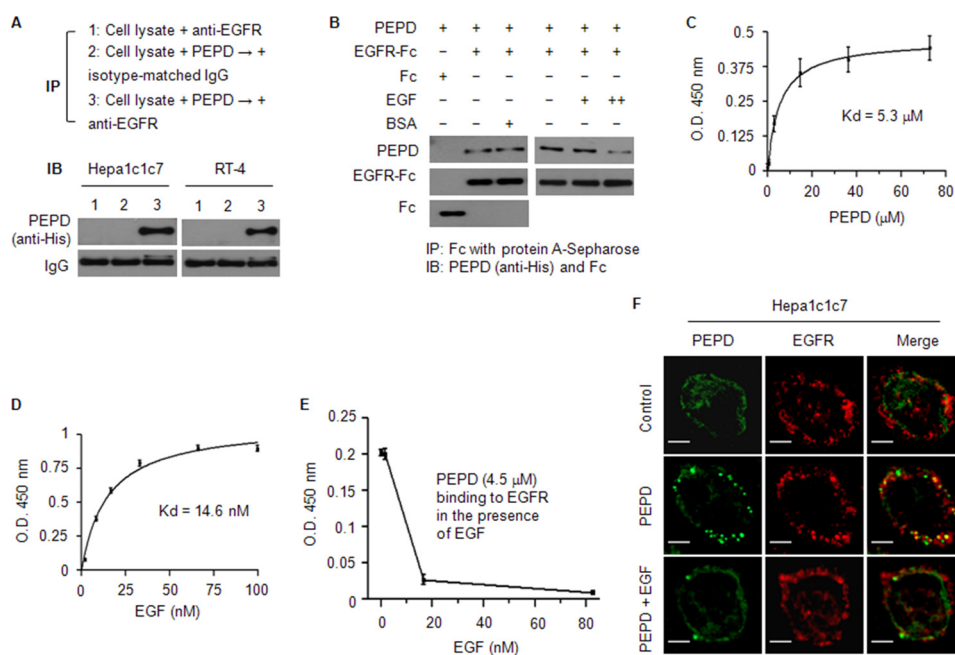 A
IP
1: Cell lysate + anti-EGFR
2: Cell lysate + PEPD → +
isotype-matched IgG
3: Cell lysate + PEPD → +
anti-EGFR
IB
Hepa1c1c7
RT-4
1 2 3 1 2 3
PEPD
(anti-His)
IgG
B
PEPD + + + + + +
EGFR-Fc – + + + + +
Fc + – – – – –
EGF – – – – + ++
BSA – – + – – –
PEPD
EGFR-Fc
Fc
IP: Fc with protein A-Sepharose
IB: PEPD (anti-His) and Fc
C
O.D. 450 nm
0.5
0.375
0.25
0.125
0
Kd = 5.3 μM
0 20 40 60 80
PEPD (μM)
D
O.D. 450 nm
1
0.75
0.5
0.25
0
Kd = 14.6 nM
0 25 50 75 100
EGF (nM)
E
O.D. 450 nm
0.2
0.15
0.2
0.05
0
PEPD (4.5 μM)
binding to EGFR
in the presence
of EGF
0 20 40 60 80
EGF (nM)
F
Hepa1c1c7
PEPD EGFR Merge
Control
PEPD
PEPD + EGF